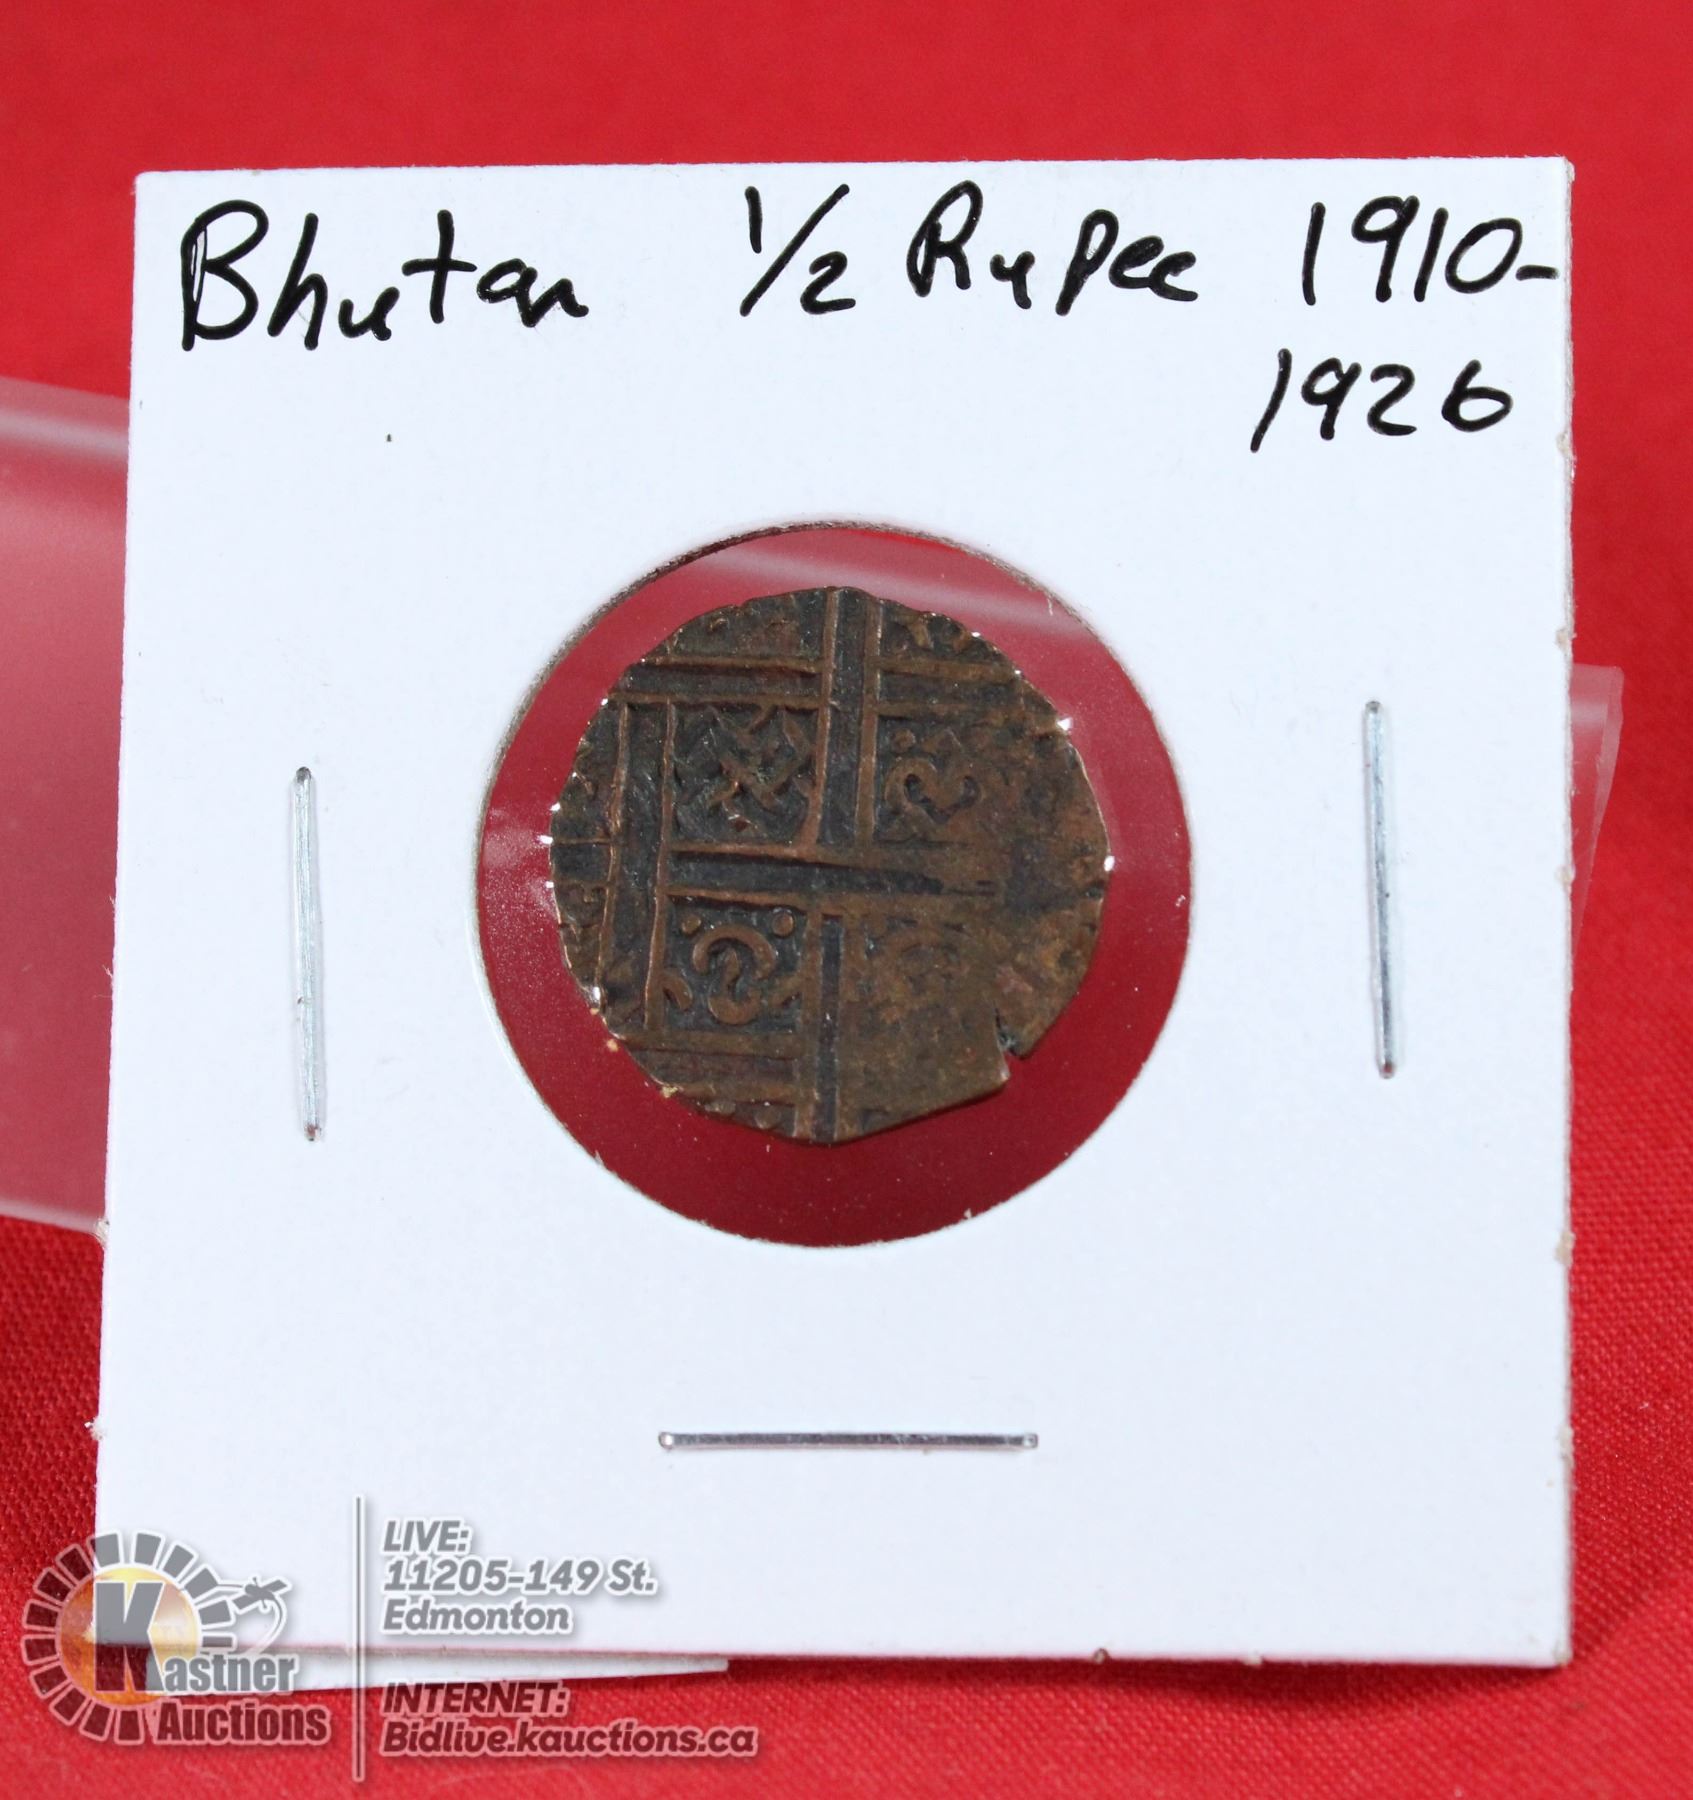 Bhutan 1/2 Rupee 1910-
1926
LIVE:
11205-149 St.
Edmonton
INTERNET:
Bidlive.kauctions.ca
Kastner
Auctions